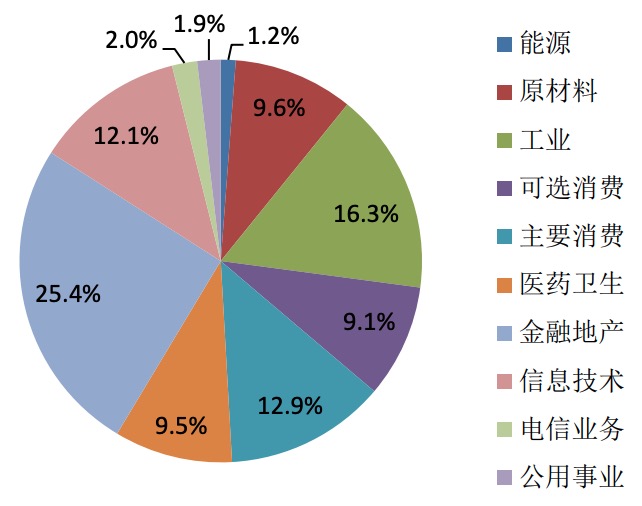 1.9%
2.0%
1.2%
9.6%
12.1%
16.3%
25.4%
9.1%
12.9%
9.5%
能源
原材料
工业
可选消费
主要消费
医药卫生
金融地产
信息技术
电信业务
公用事业